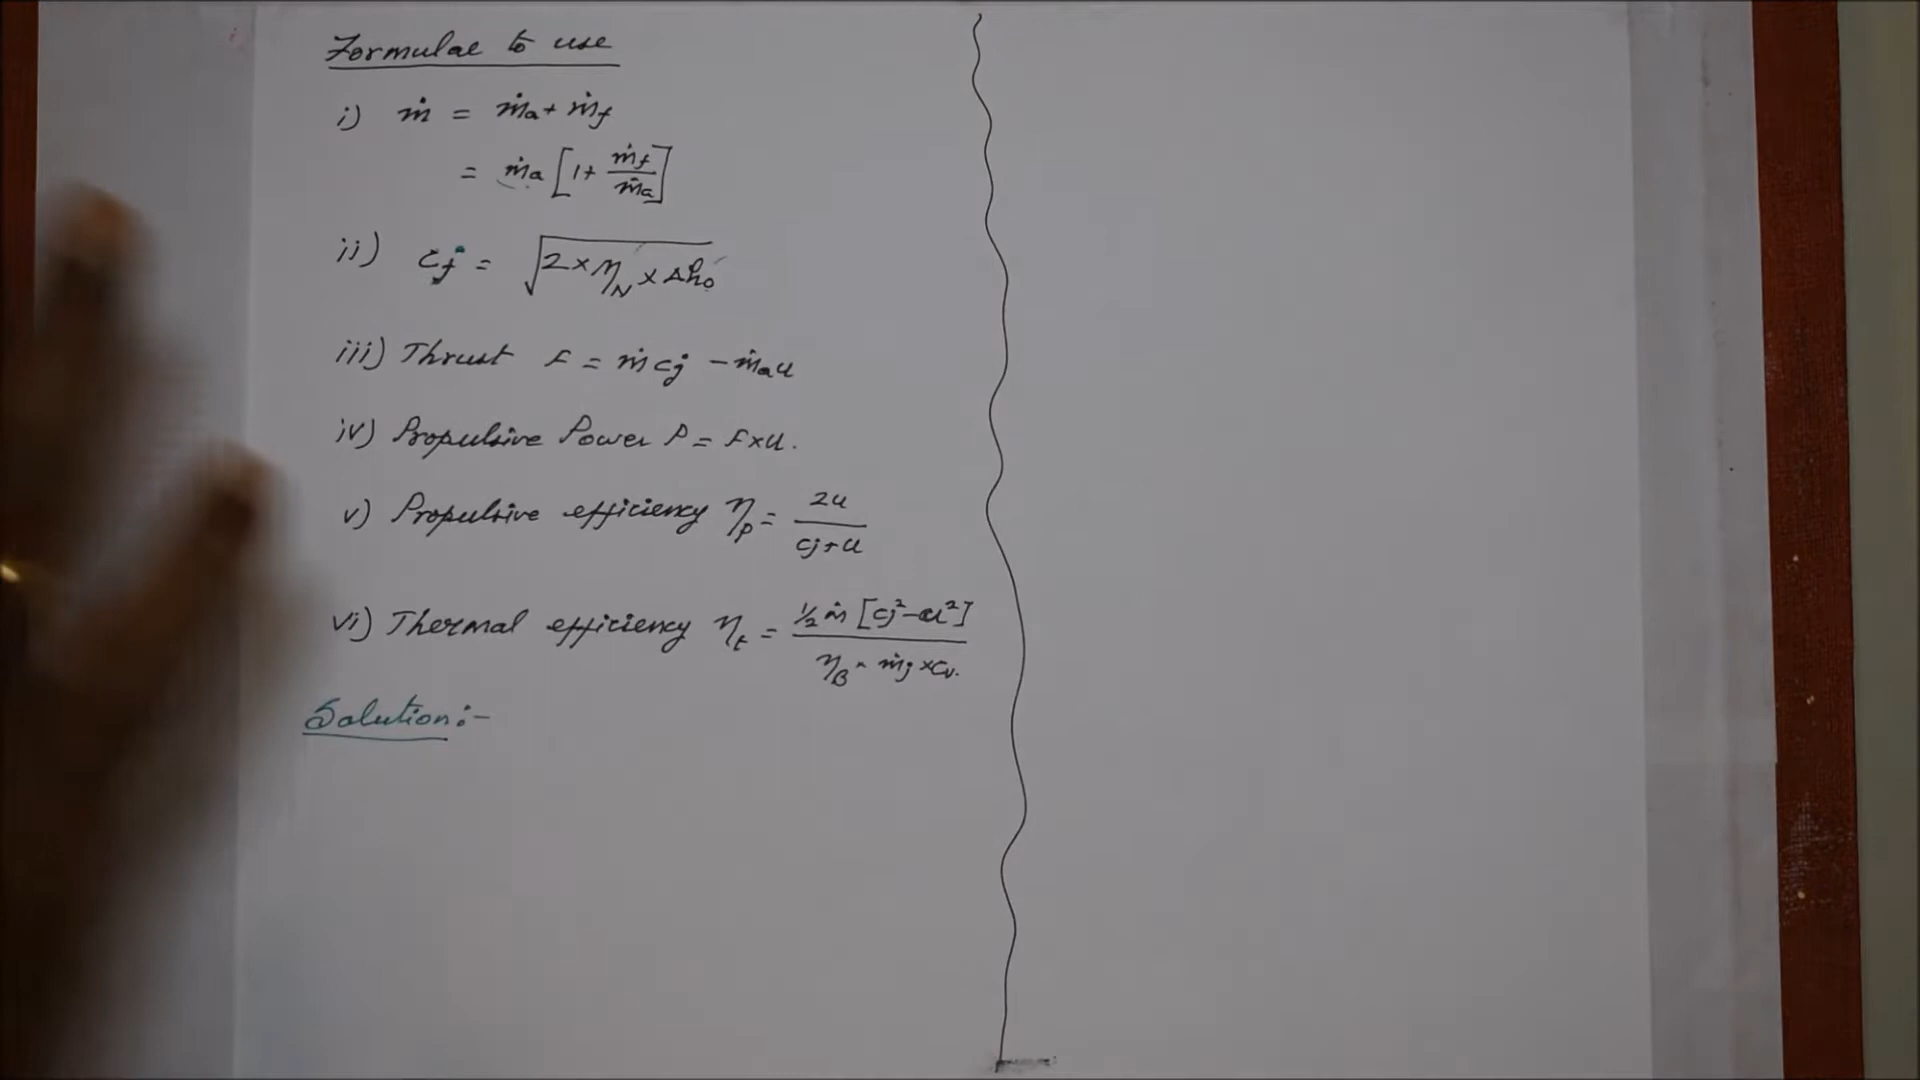 Formulae to use
i) ṁ = ṁa + ṁf
= ṁa [1 + ṁf/ṁa]
ii) cj = √(2 × ηN × Δh₀)
iii) Thrust F = ṁ cj - ṁa u
iv) Propulsive Power P = F × u.
v) Propulsive efficiency ηp = 2u / (cj + u)
vi) Thermal efficiency ηt = ½ ṁ [cj² - u²] / (ηB × ṁf × cv.)
Solution :-